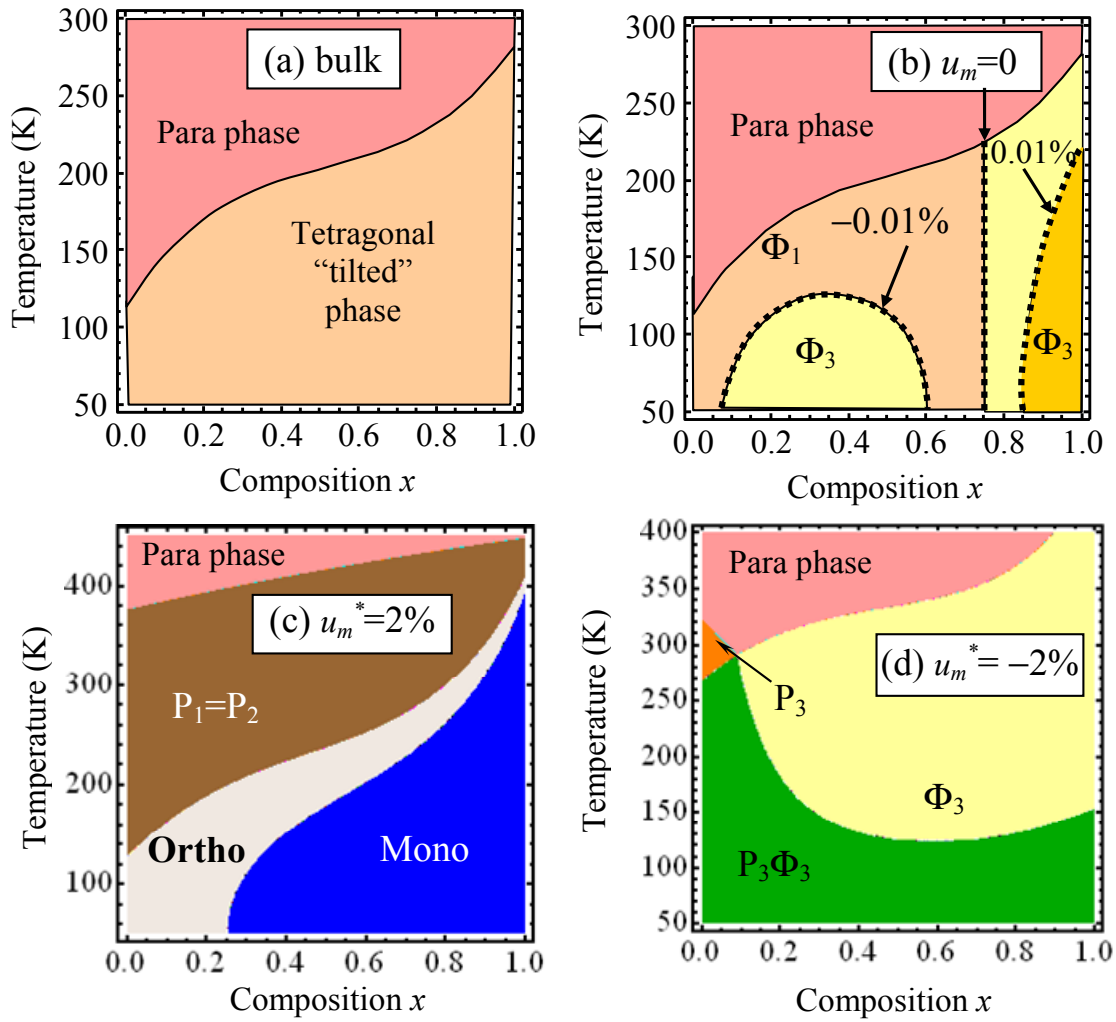 (a) bulk
Para phase
Tetragonal
“tilted”
phase
Temperature (K)
300
250
200
150
100
50
0.0 0.2 0.4 0.6 0.8 1.0
Composition x
(b) uₘ=0
Para phase
0.01%
−0.01%
Φ₁
Φ₃
Φ₃
Temperature (K)
300
250
200
150
100
50
0.0 0.2 0.4 0.6 0.8 1.0
Composition x
Para phase
(c) uₘ*=2%
P₁=P₂
Ortho
Mono
Temperature (K)
400
300
200
100
0.0 0.2 0.4 0.6 0.8 1.0
Composition x
Para phase
(d) uₘ*= −2%
P₃
Φ₃
P₃Φ₃
Temperature (K)
400
350
300
250
200
150
100
50
0.0 0.2 0.4 0.6 0.8 1.0
Composition x